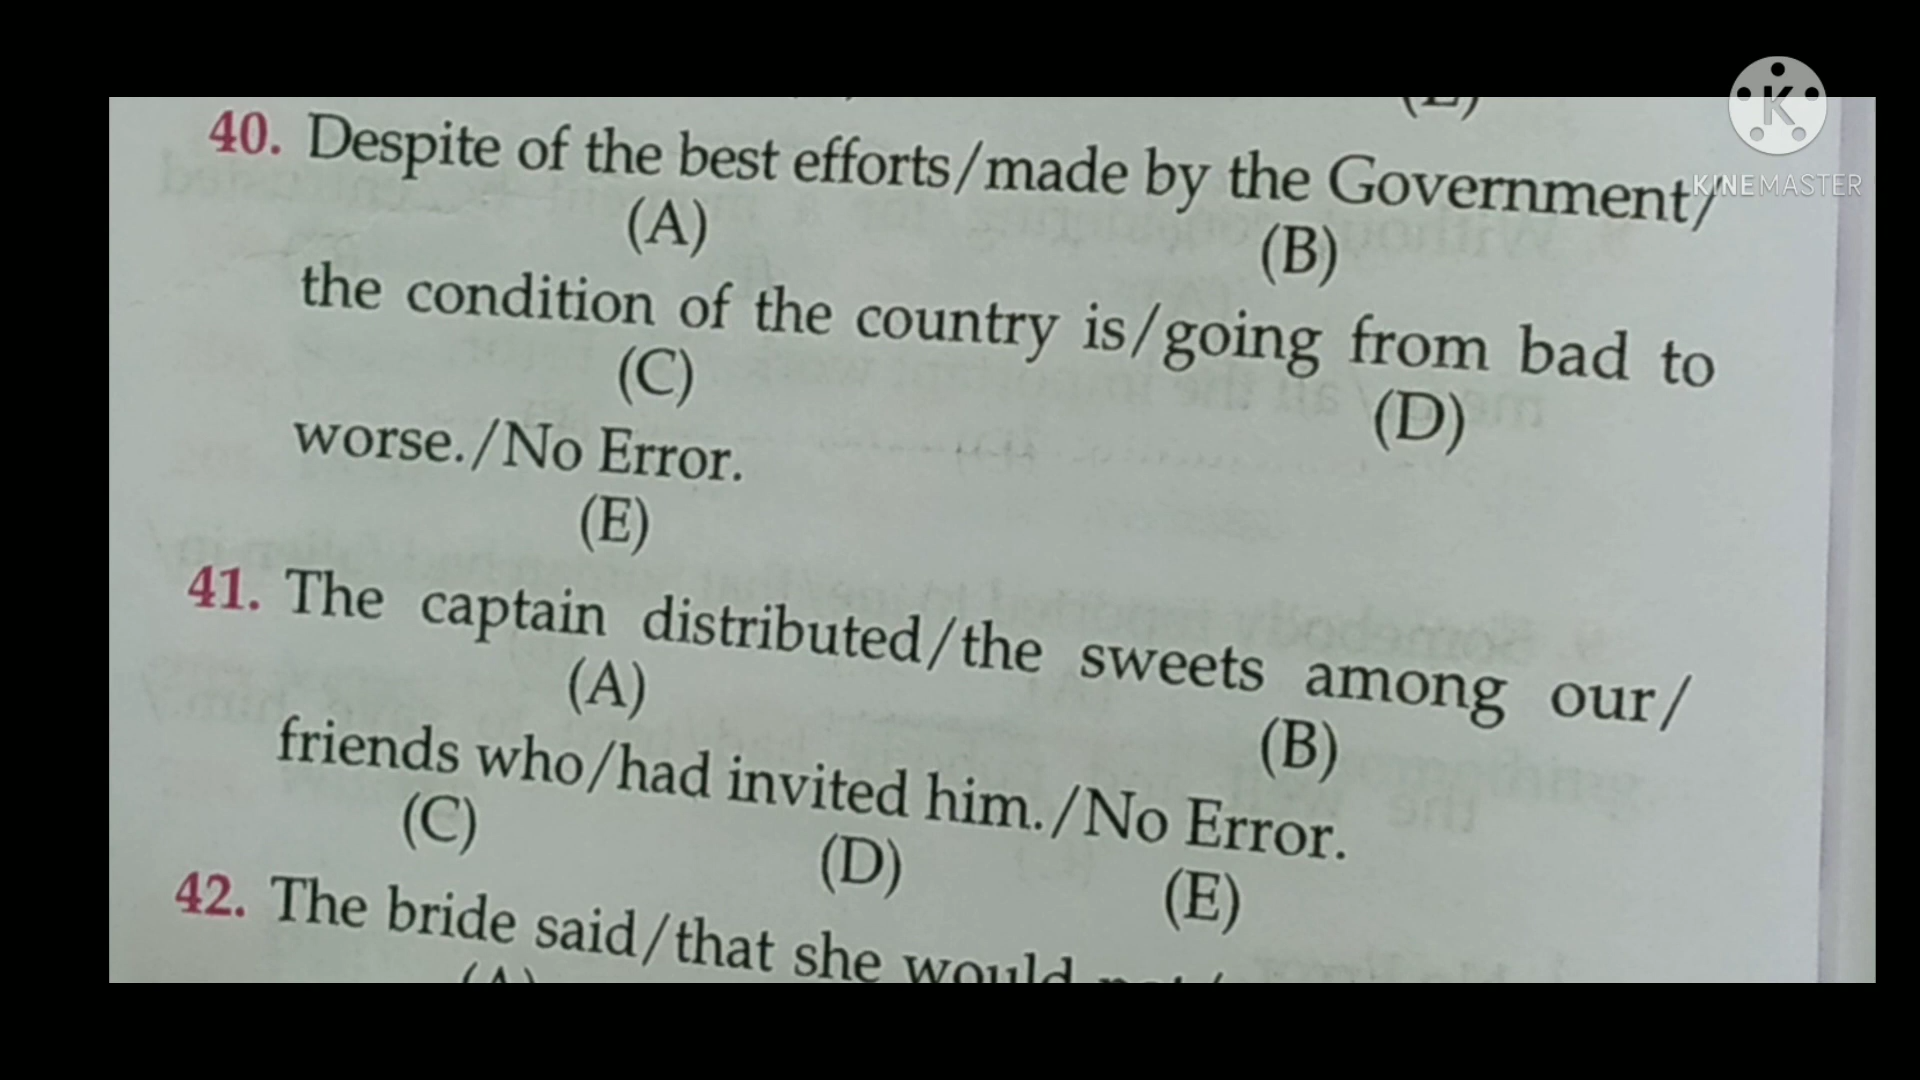 K
KINEMASTER
40. Despite of the best efforts/made by the Government/
(A) (B)
the condition of the country is/going from bad to
(C) (D)
worse./No Error.
(E)
41. The captain distributed/the sweets among our/
(A) (B)
friends who/had invited him./No Error.
(C) (D) (E)
42. The bride said/that she would not/
(A)